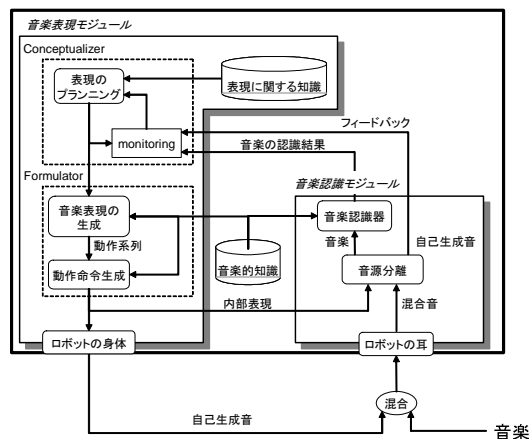 音楽表現モジュール
Conceptualizer
表現の
プランニング
表現に関する知識
フィードバック
monitoring
音楽の認識結果
Formulator
音楽認識モジュール
音楽表現の
生成
音楽認識器
動作系列
音楽
自己生成音
音楽的知識
動作命令生成
音源分離
内部表現
混合音
ロボットの身体
ロボットの耳
混合
自己生成音
音楽